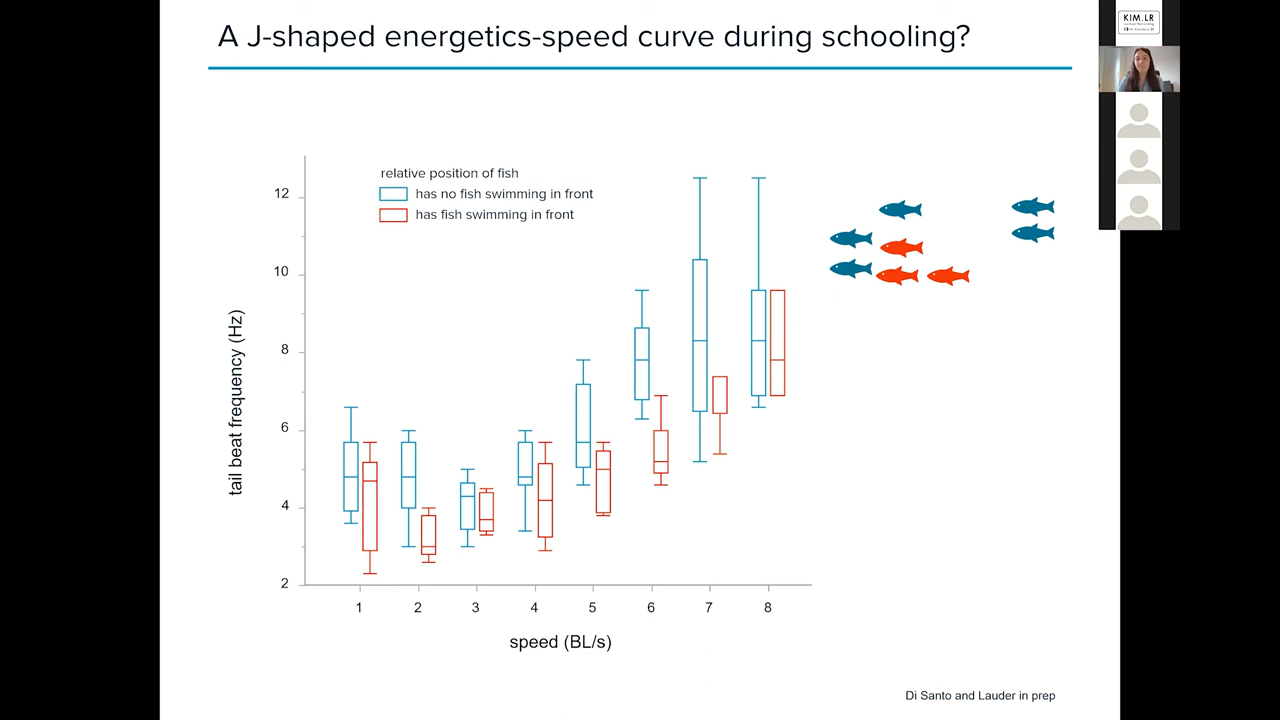 A J-shaped energetics-speed curve during schooling?
KIM.LR
relative position of fish
has no fish swimming in front
has fish swimming in front
12
10
8
6
4
2
tail beat frequency (Hz)
1 2 3 4 5 6 7 8
speed (BL/s)
Di Santo and Lauder in prep